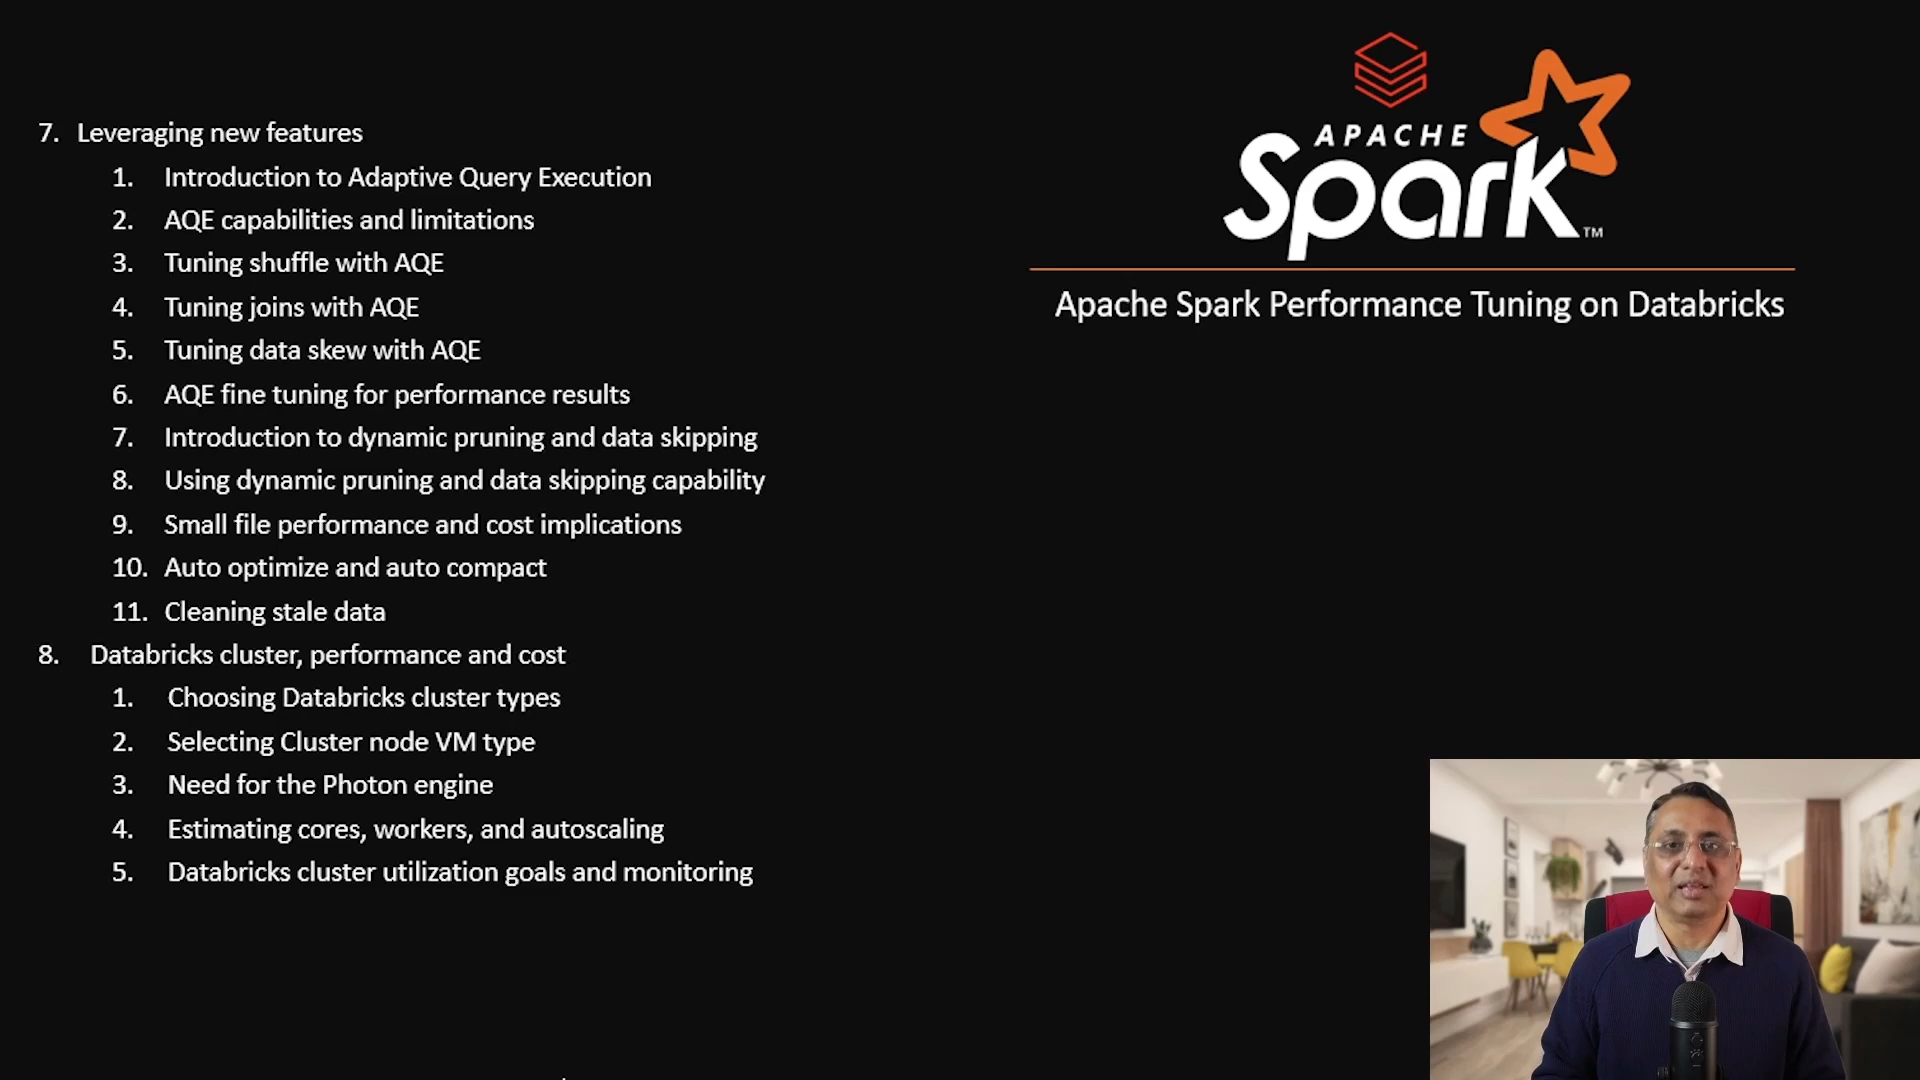 7. Leveraging new features
1. Introduction to Adaptive Query Execution
2. AQE capabilities and limitations
3. Tuning shuffle with AQE
4. Tuning joins with AQE
5. Tuning data skew with AQE
6. AQE fine tuning for performance results
7. Introduction to dynamic pruning and data skipping
8. Using dynamic pruning and data skipping capability
9. Small file performance and cost implications
10. Auto optimize and auto compact
11. Cleaning stale data
8. Databricks cluster, performance and cost
1. Choosing Databricks cluster types
2. Selecting Cluster node VM type
3. Need for the Photon engine
4. Estimating cores, workers, and autoscaling
5. Databricks cluster utilization goals and monitoring
APACHE
Spark™
Apache Spark Performance Tuning on Databricks